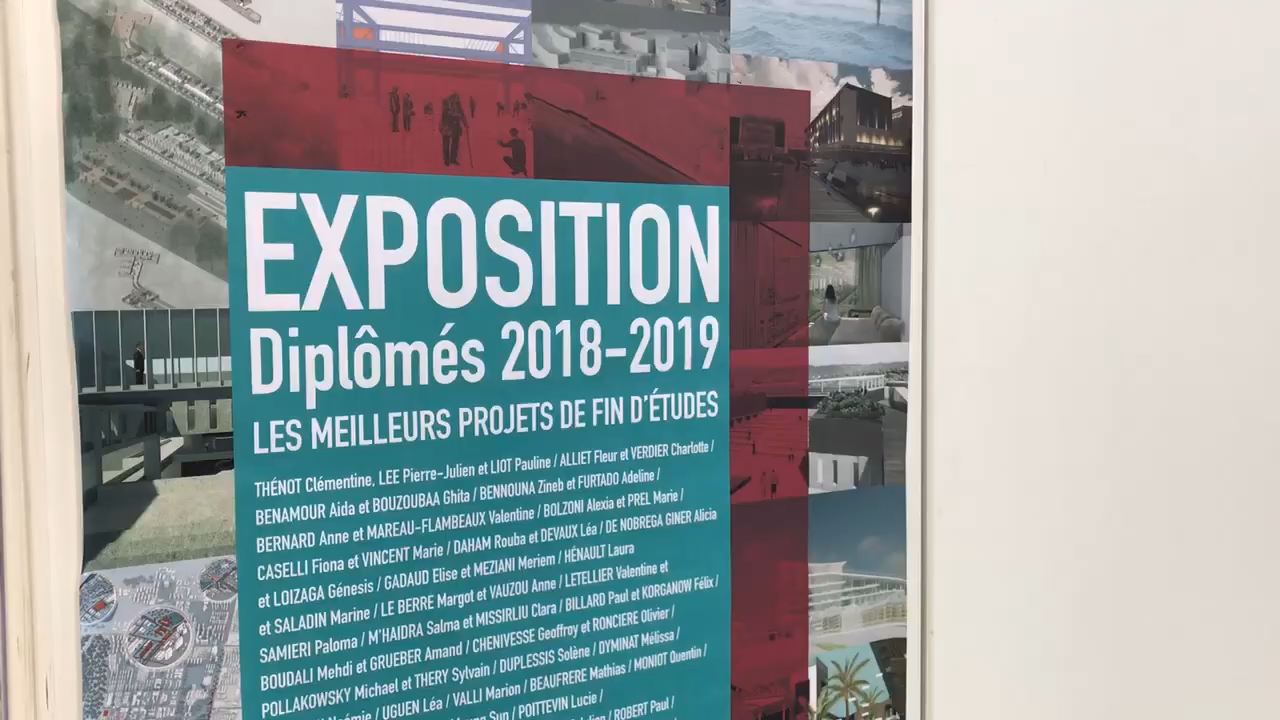 EXPOSITION
Diplômés 2018-2019
LES MEILLEURS PROJETS DE FIN D'ÉTUDES
THÉNOT Clémentine, LEE Pierre-Julien et LIOT Pauline / ALLIET Fleur et VERDIER Charlotte /
BENAMOUR Aida et BOUZOUBAA Ghita / BENNOUNA Zineb et FURTADO Adeline /
BERNARD Anne et MAREAU-FLAMBEAUX Valentine / BOLZONI Alexia et PREL Marie /
CASELLI Fiona et VINCENT Marie / DAHAM Rouba et DEVAUX Léa / DE NOBREGA GINER Alicia
et LOIZAGA Génesis / GADAUD Elise et MEZIANI Meriem / HÉNAULT Laura
et SALADIN Marine / LE BERRE Margot et VAUZOU Anne / LETELLIER Valentine et
SAMIERI Paloma / M'HAIDRA Salma et MISSIRLIU Clara / BILLARD Paul et KORGANOW Félix /
BOUDALI Mehdi et GRUEBER Amand / CHENIVESSE Geoffroy et RONCIERE Olivier /
POLLAKOWSKY Michael et THERY Sylvain / DUPLESSIS Solène / DYMINAT Mélissa /
Noémie / UGUEN Léa / VALLI Marion / BEAUFRERE Mathias / MONIOT Quentin /
Sun / POITTEVIN Lucie /
/ ROBERT Paul /